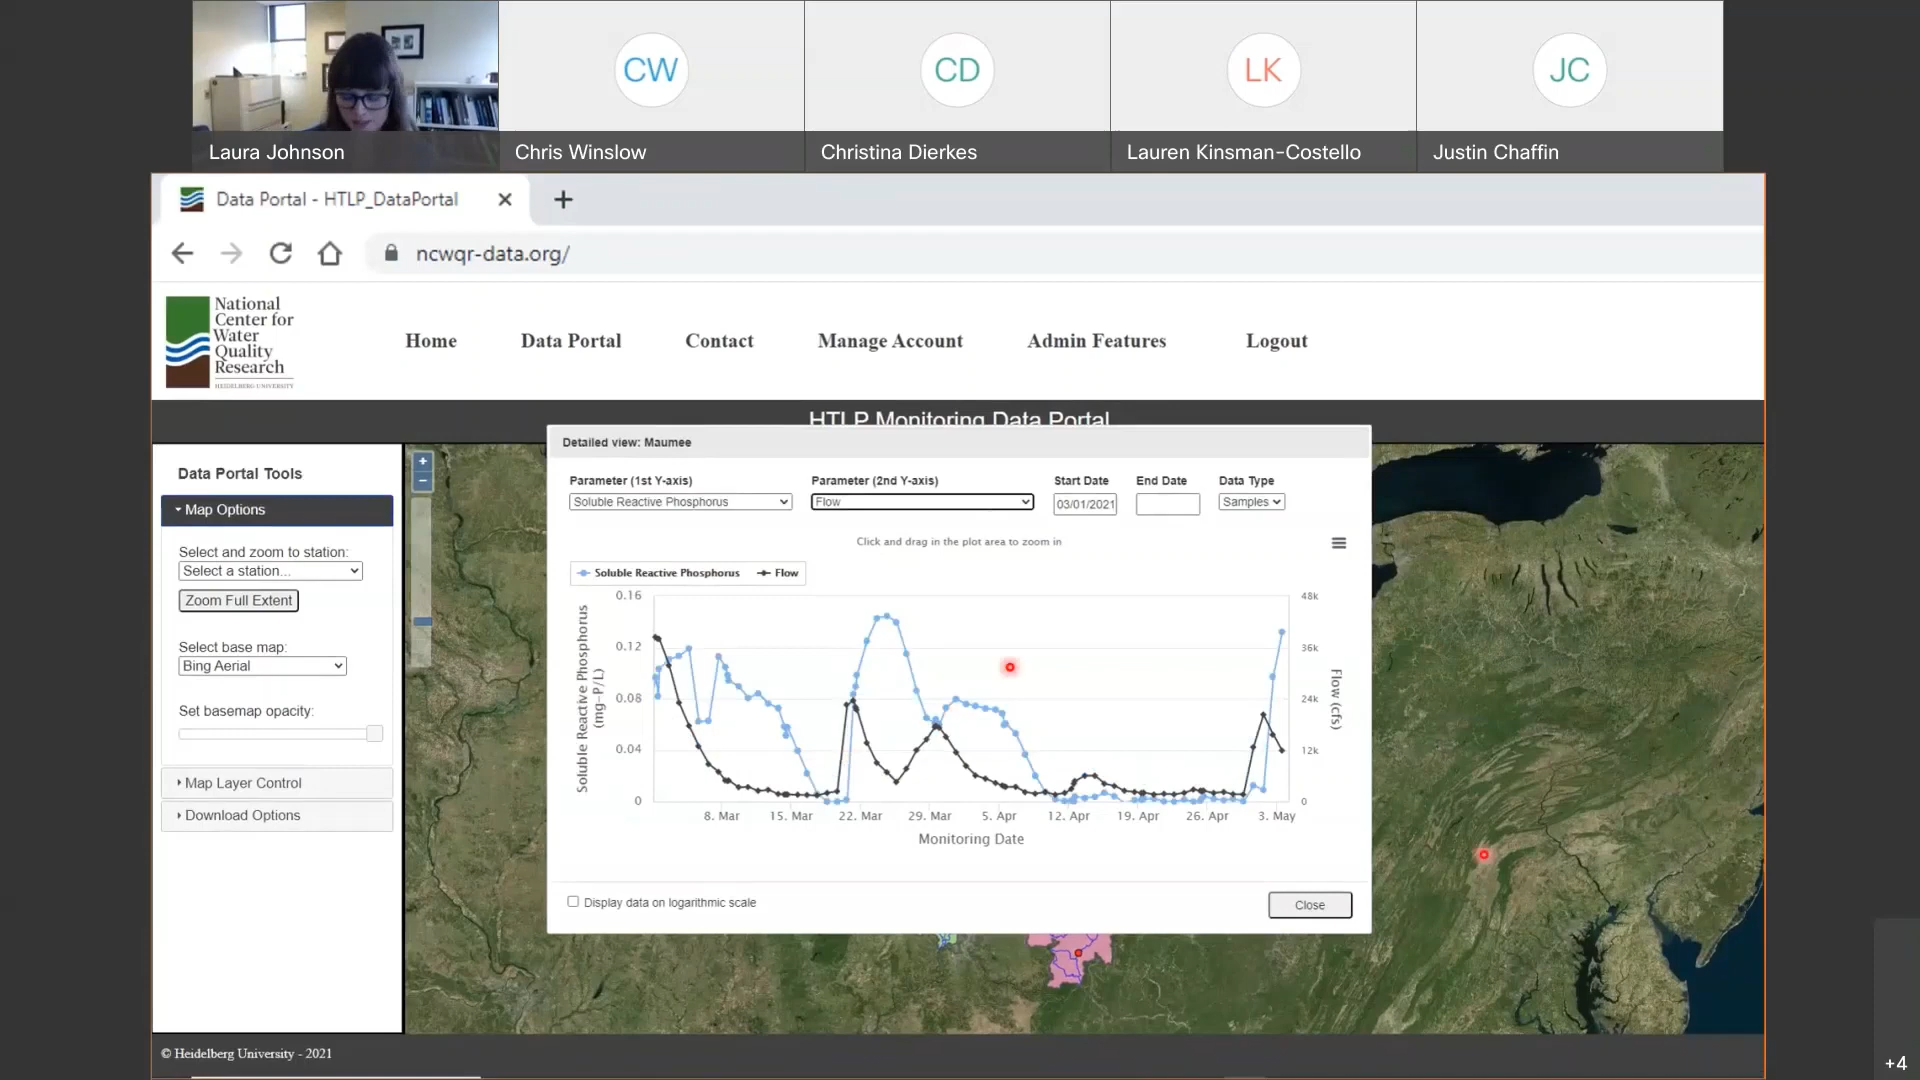 CW
CD
LK
JC
Laura Johnson
Chris Winslow
Christina Dierkes
Lauren Kinsman-Costello
Justin Chaffin
Data Portal - HTLP_DataPortal
ncwqr-data.org/
National
Center for
Water
Quality
Research
HEIDELBERG UNIVERSITY
Home
Data Portal
Contact
Manage Account
Admin Features
Logout
HTLP Monitoring Data Portal
Data Portal Tools
Map Options
Select and zoom to station:
Select a station...
Zoom Full Extent
Select base map:
Bing Aerial
Set basemap opacity:
Map Layer Control
Download Options
Detailed view: Maumee
Parameter (1st Y-axis)
Parameter (2nd Y-axis)
Start Date
End Date
Data Type
Soluble Reactive Phosphorus
Flow
03/01/2021
Samples
Click and drag in the plot area to zoom in
Soluble Reactive Phosphorus
Flow
Soluble Reactive Phosphorus
(mg-P/L)
0.16
0.12
0.08
0.04
0
48k
36k
24k
12k
0
Flow (cfs)
8. Mar
15. Mar
22. Mar
29. Mar
5. Apr
12. Apr
19. Apr
26. Apr
3. May
Monitoring Date
Display data on logarithmic scale
Close
© Heidelberg University - 2021
+4